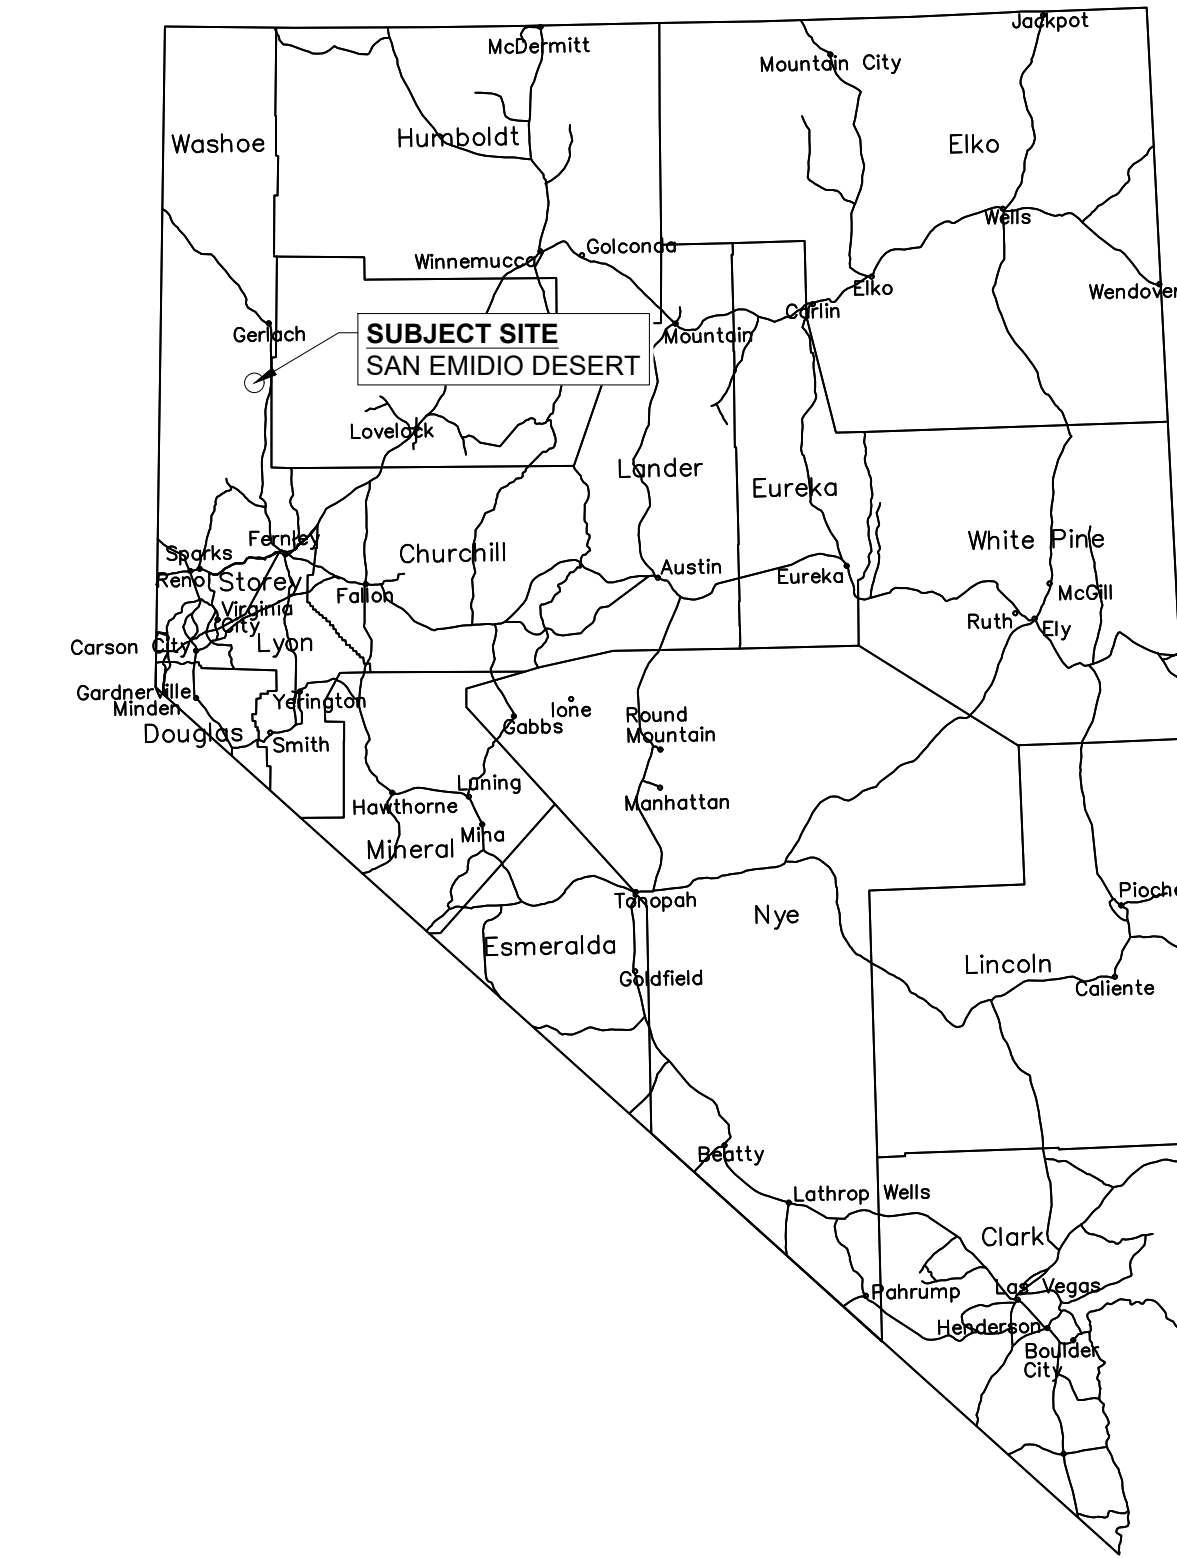 Jackpot
McDermitt
Mountain City
Washoe
Humboldt
Elko
Wells
Winnemucca
Golconda
Elko
Wendover
Carlin
Gerlach
Mountain
SUBJECT SITE
SAN EMIDIO DESERT
Lovelock
Lander
Eureka
Fernley
White Pine
Sparks
Churchill
Reno
Storey
Austin
Eureka
Fallon
McGill
Virginia
City
Ruth
Ely
Carson City
Lyon
Gardnerville
Minden
Yerington
Ione
Round
Mountain
Gabbs
Douglas
Smith
Luning
Hawthorne
Manhattan
Mina
Mineral
Pioche
Tonopah
Nye
Esmeralda
Lincoln
Goldfield
Caliente
Beatty
Lathrop Wells
Clark
Las Vegas
Pahrump
Henderson
Boulder
City